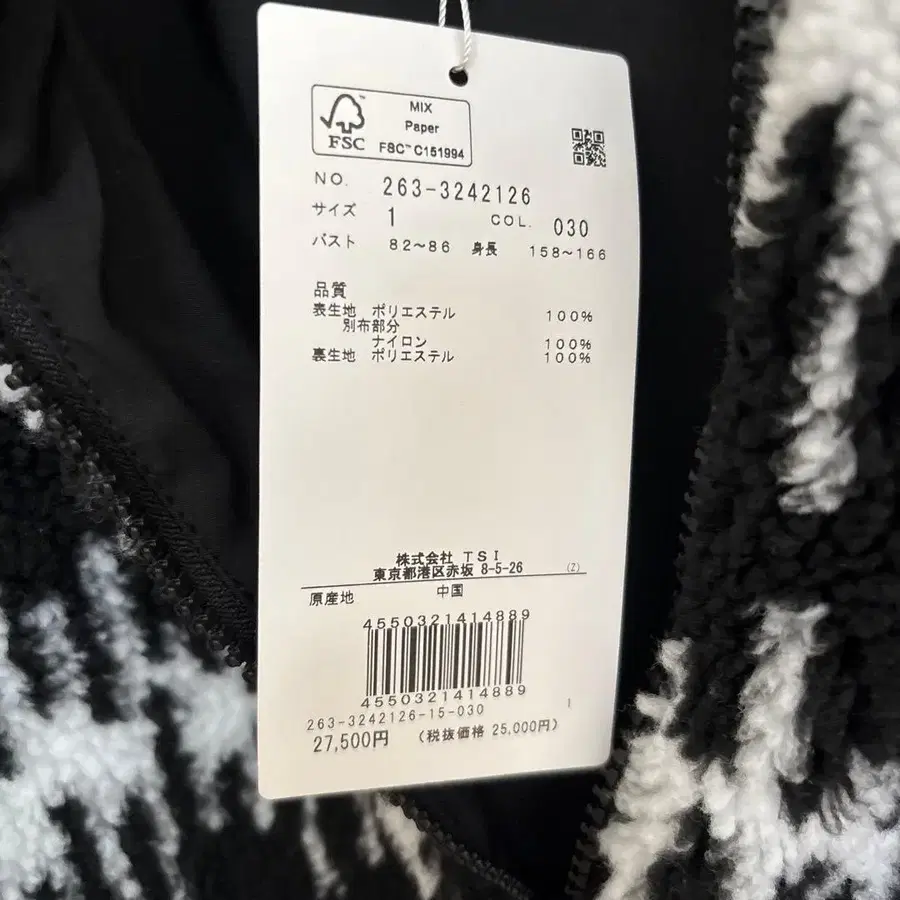 MIX
Paper
FSC™ C151994
FSC
NO. 263-3242126
サイズ 1 COL. 030
バスト 82~86 身長 158~166
品質
表生地 ポリエステル 100%
別布部分
ナイロン 100%
裏生地 ポリエステル 100%
株式会社 TSI
東京都港区赤坂 8-5-26 (Z)
原産地 中国
4550321414889
4550321414889
263-3242126-15-030 1
27,500円 (税抜価格 25,000円)